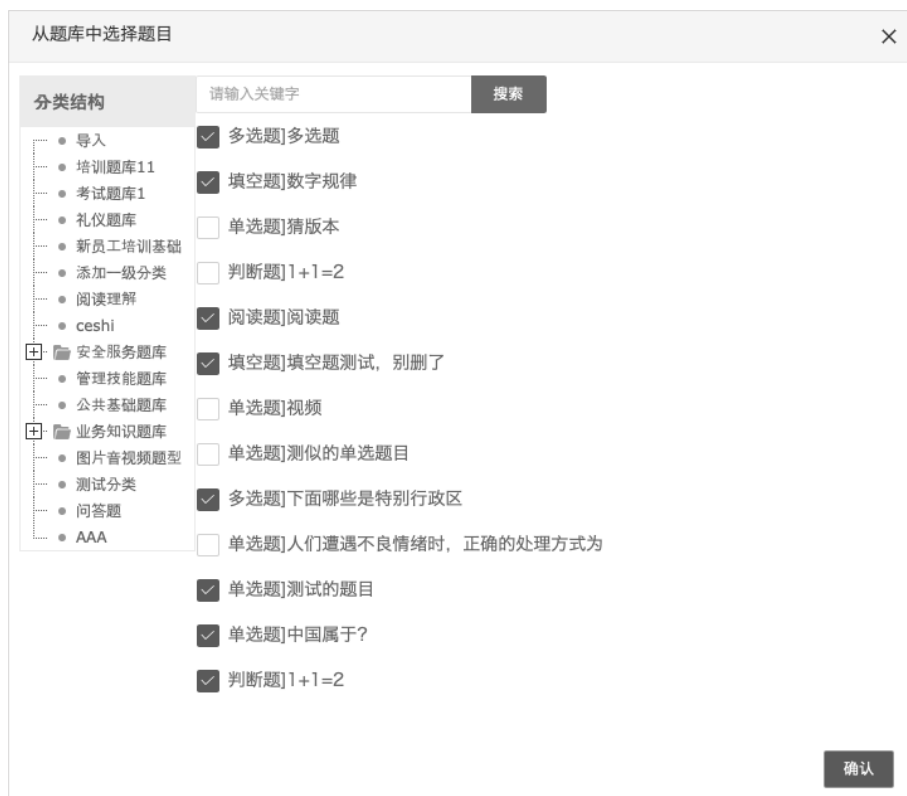 从题库中选择题目
分类结构
导入
培训题库11
考试题库1
礼仪题库
新员工培训基础
添加一级分类
阅读理解
ceshi
安全服务题库
管理技能题库
公共基础题库
业务知识题库
图片音视频题型
测试分类
问答题
AAA
请输入关键字
搜索
多选题]多选题
填空题]数字规律
单选题]猜版本
判断题]1+1=2
阅读题]阅读题
填空题]填空题测试，别删了
单选题]视频
单选题]测似的单选题目
多选题]下面哪些是特别行政区
单选题]人们遭遇不良情绪时，正确的处理方式为
单选题]测试的题目
单选题]中国属于?
判断题]1+1=2
确认